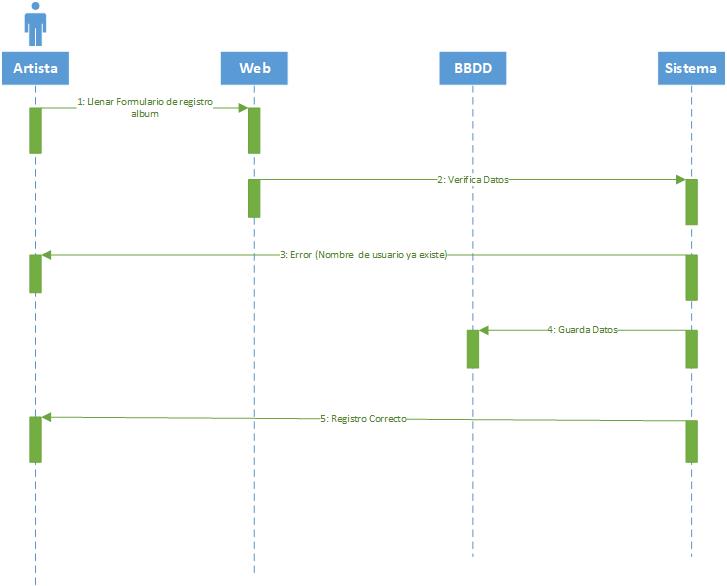 Artista
Web
BBDD
Sistema
1: Llenar Formulario de registro
album
2: Verifica Datos
3: Error (Nombre de usuario ya existe)
4: Guarda Datos
5: Registro Correcto